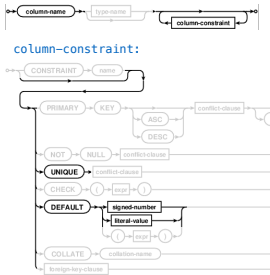 column-name type-name column-constraint
column-constraint:
CONSTRAINT name
PRIMARY KEY conflict-clause
ASC
DESC
NOT NULL conflict-clause
UNIQUE conflict-clause
CHECK ( expr )
DEFAULT signed-number
literal-value
( expr )
COLLATE collation-name
foreign-key-clause